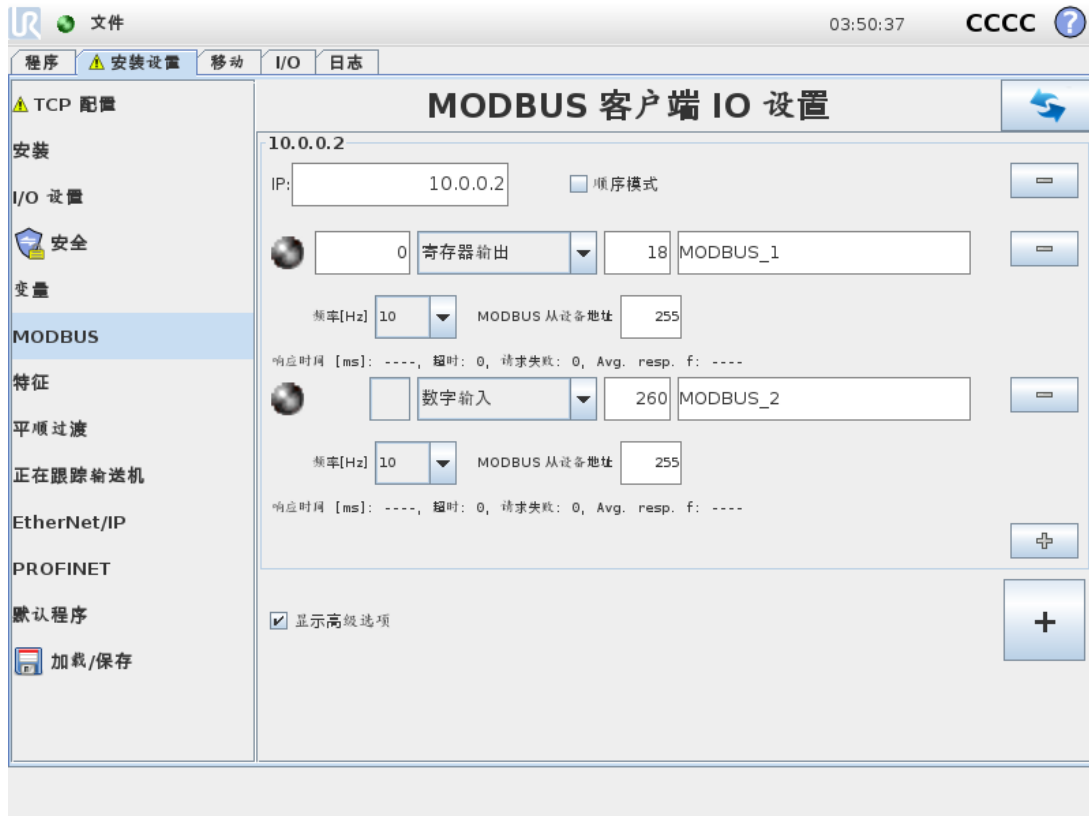 UR 文件 03:50:37 CCCC ?
程序 安装设置 移动 I/O 日志
TCP 配置
安装
I/O 设置
安全
变量
MODBUS
特征
平顺过渡
正在跟踪输送机
EtherNet/IP
PROFINET
默认程序
加载/保存
MODBUS 客户端 IO 设置
10.0.0.2
IP: 10.0.0.2 顺序模式
0 寄存器输出 18 MODBUS_1
频率[Hz] 10 MODBUS 从设备地址 255
响应时间 [ms]: ----, 超时: 0, 请求失败: 0, Avg. resp. f: ----
数字输入 260 MODBUS_2
频率[Hz] 10 MODBUS 从设备地址 255
响应时间 [ms]: ----, 超时: 0, 请求失败: 0, Avg. resp. f: ----
显示高级选项